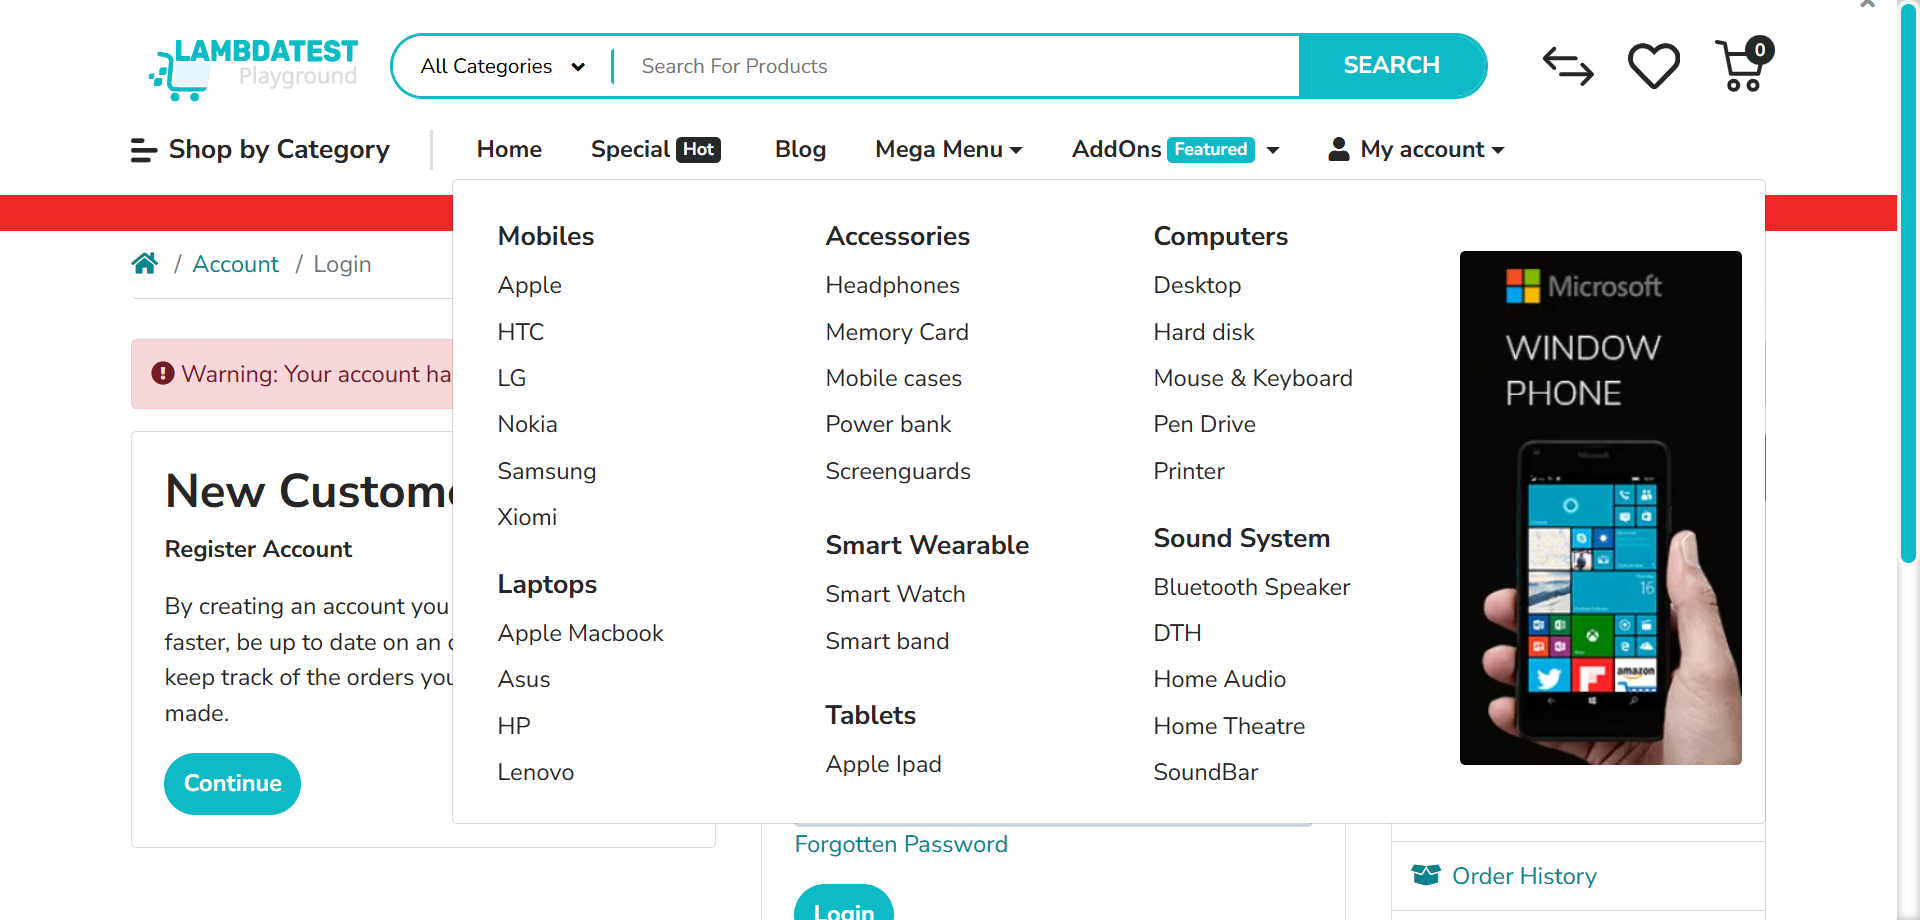 LAMBDATEST
Playground
All Categories
Search For Products
SEARCH
0
Shop by Category
Home
Special Hot
Blog
Mega Menu
AddOns Featured
My account
/ Account / Login
Warning: Your account ha
New Custome
Register Account
By creating an account you
faster, be up to date on an o
keep track of the orders you
made.
Continue
Mobiles
Apple
HTC
LG
Nokia
Samsung
Xiomi
Laptops
Apple Macbook
Asus
HP
Lenovo
Accessories
Headphones
Memory Card
Mobile cases
Power bank
Screenguards
Smart Wearable
Smart Watch
Smart band
Tablets
Apple Ipad
Computers
Desktop
Hard disk
Mouse & Keyboard
Pen Drive
Printer
Sound System
Bluetooth Speaker
DTH
Home Audio
Home Theatre
SoundBar
Microsoft
WINDOW
PHONE
16
amazon
Forgotten Password
Login
Order History